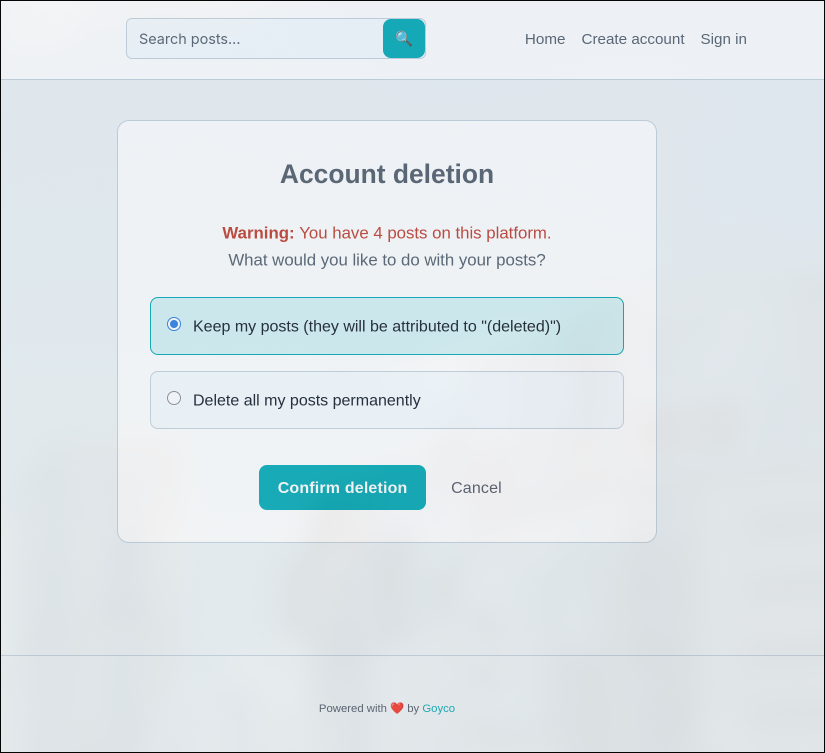 Search posts...
🔍
Home
Create account
Sign in
Account deletion
Warning: You have 4 posts on this platform.
What would you like to do with your posts?
Keep my posts (they will be attributed to "(deleted)")
Delete all my posts permanently
Confirm deletion
Cancel
Powered with ❤️ by Goyco